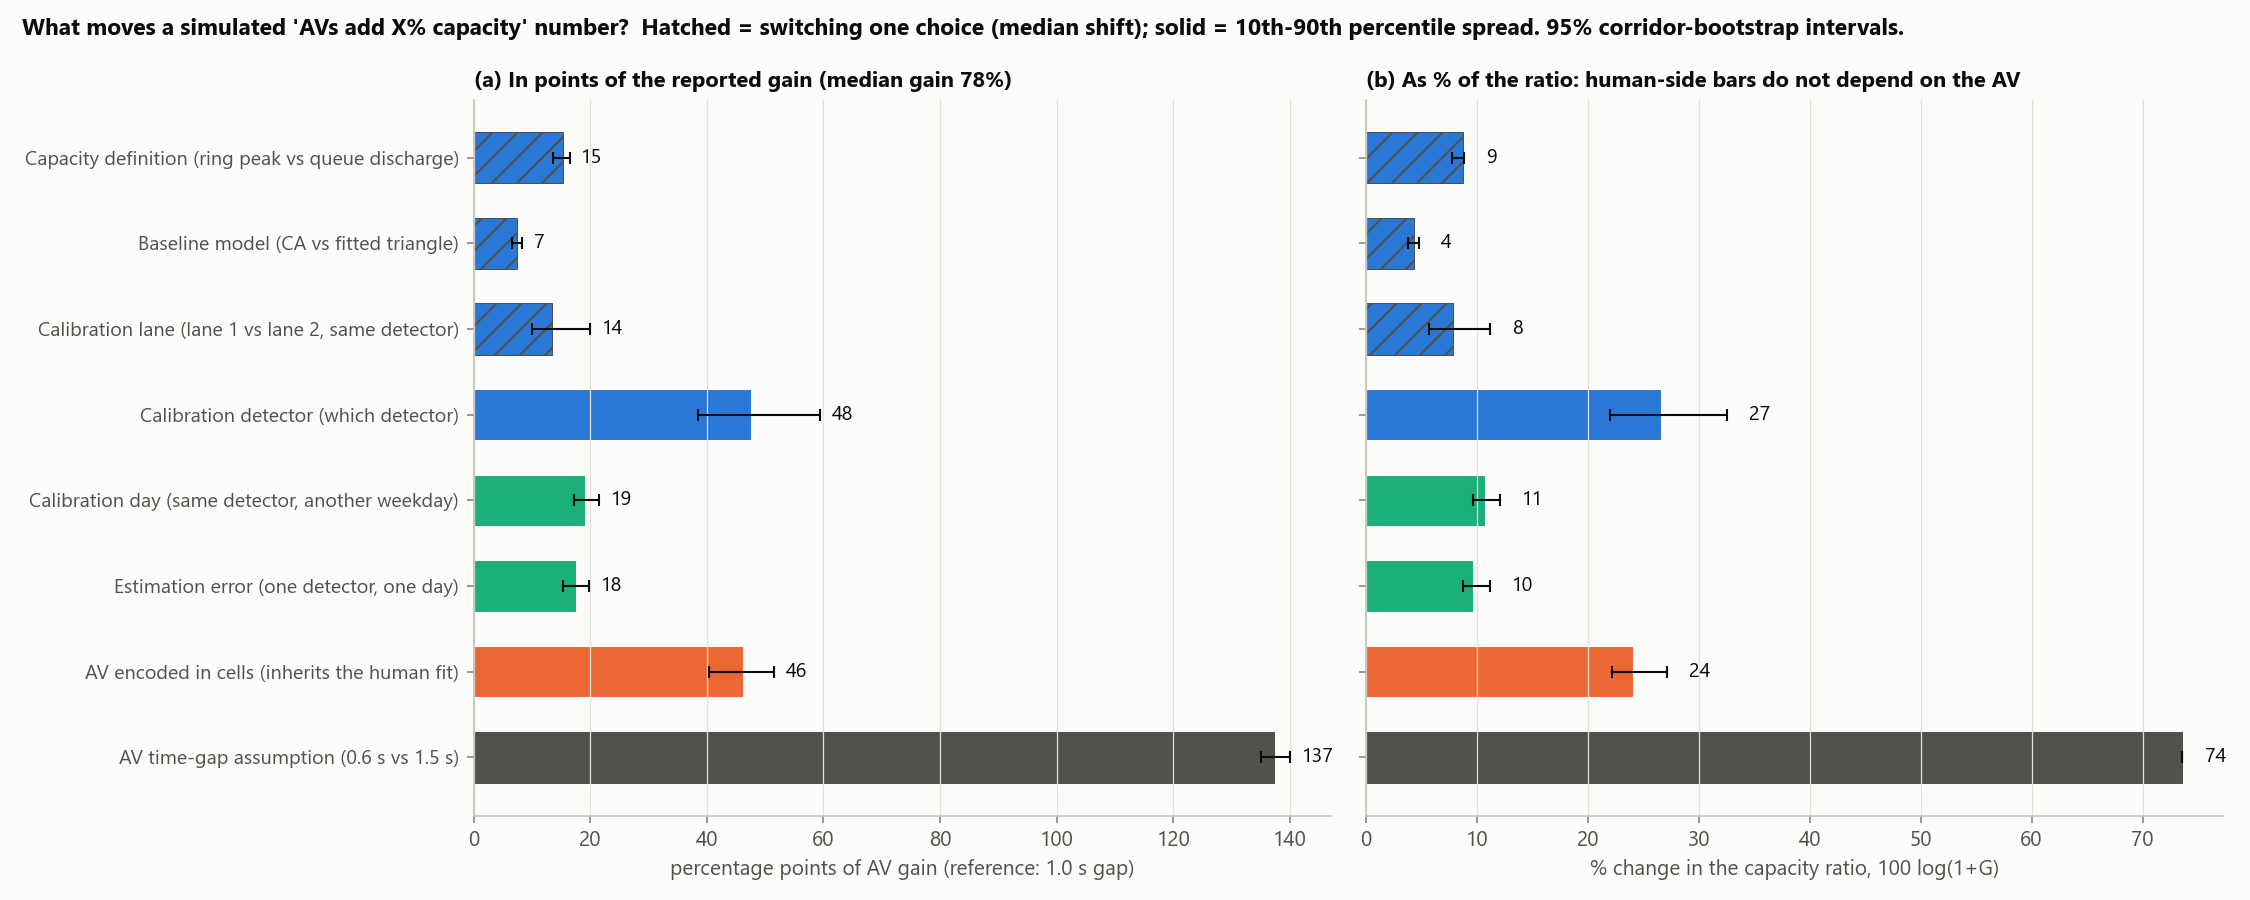 What moves a simulated 'AVs add X% capacity' number?  Hatched = switching one choice (median shift); solid = 10th-90th percentile spread. 95% corridor-bootstrap intervals.
(a) In points of the reported gain (median gain 78%)
Capacity definition (ring peak vs queue discharge)
15
Baseline model (CA vs fitted triangle)
7
Calibration lane (lane 1 vs lane 2, same detector)
14
Calibration detector (which detector)
48
Calibration day (same detector, another weekday)
19
Estimation error (one detector, one day)
18
AV encoded in cells (inherits the human fit)
46
AV time-gap assumption (0.6 s vs 1.5 s)
137
0 20 40 60 80 100 120 140
percentage points of AV gain (reference: 1.0 s gap)
(b) As % of the ratio: human-side bars do not depend on the AV
9
4
8
27
11
10
24
74
0 10 20 30 40 50 60 70
% change in the capacity ratio, 100 log(1+G)